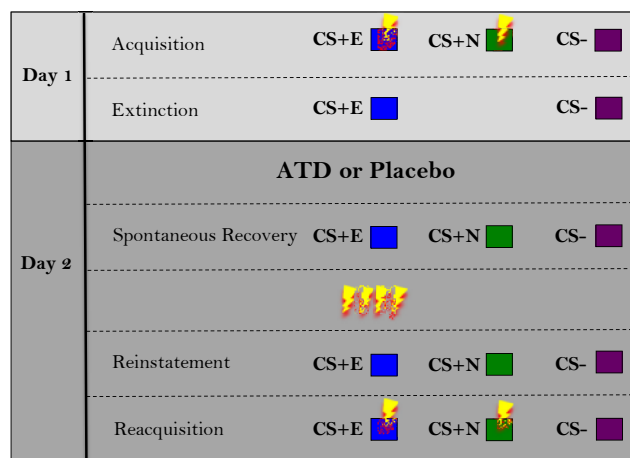 Day 1
Acquisition CS+E CS+N CS-
Extinction CS+E CS-
Day 2
ATD or Placebo
Spontaneous Recovery CS+E CS+N CS-
Reinstatement CS+E CS+N CS-
Reacquisition CS+E CS+N CS-